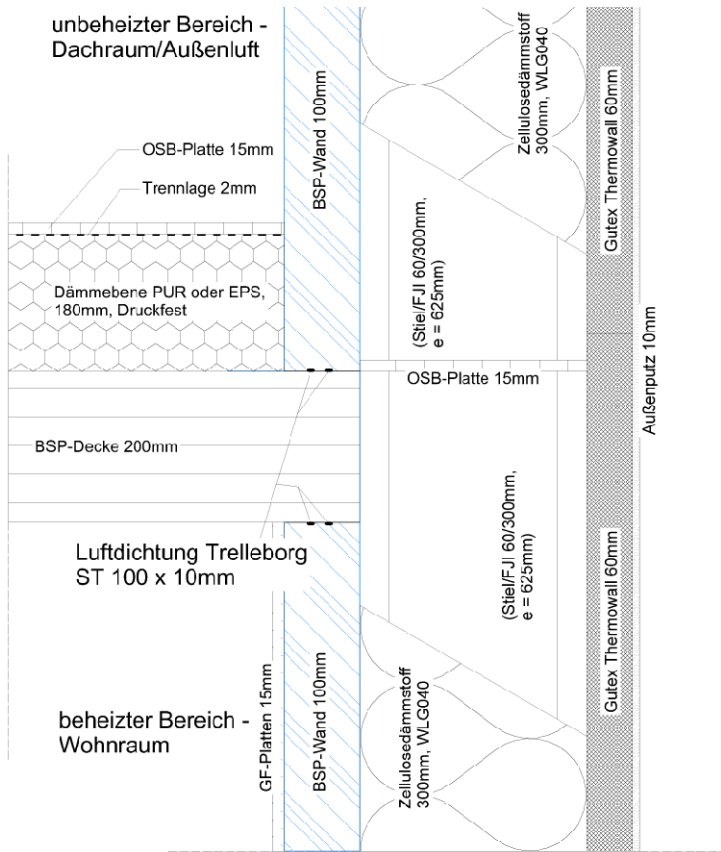 unbeheizter Bereich -
Dachraum/Außenluft
OSB-Platte 15mm
Trennlage 2mm
Dämmebene PUR oder EPS,
180mm, Druckfest
BSP-Decke 200mm
Luftdichtung Trelleborg
ST 100 x 10mm
beheizter Bereich -
Wohnraum
GF-Platten 15mm
BSP-Wand 100mm
BSP-Wand 100mm
Zellulosedämmstoff
300mm, WLG040
(Stiel/FJI 60/300mm,
e = 625mm)
OSB-Platte 15mm
(Stiel/FJI 60/300mm,
e = 625mm)
Zellulosedämmstoff
300mm, WLG040
Gutex Thermowall 60mm
Gutex Thermowall 60mm
Außenputz 10mm